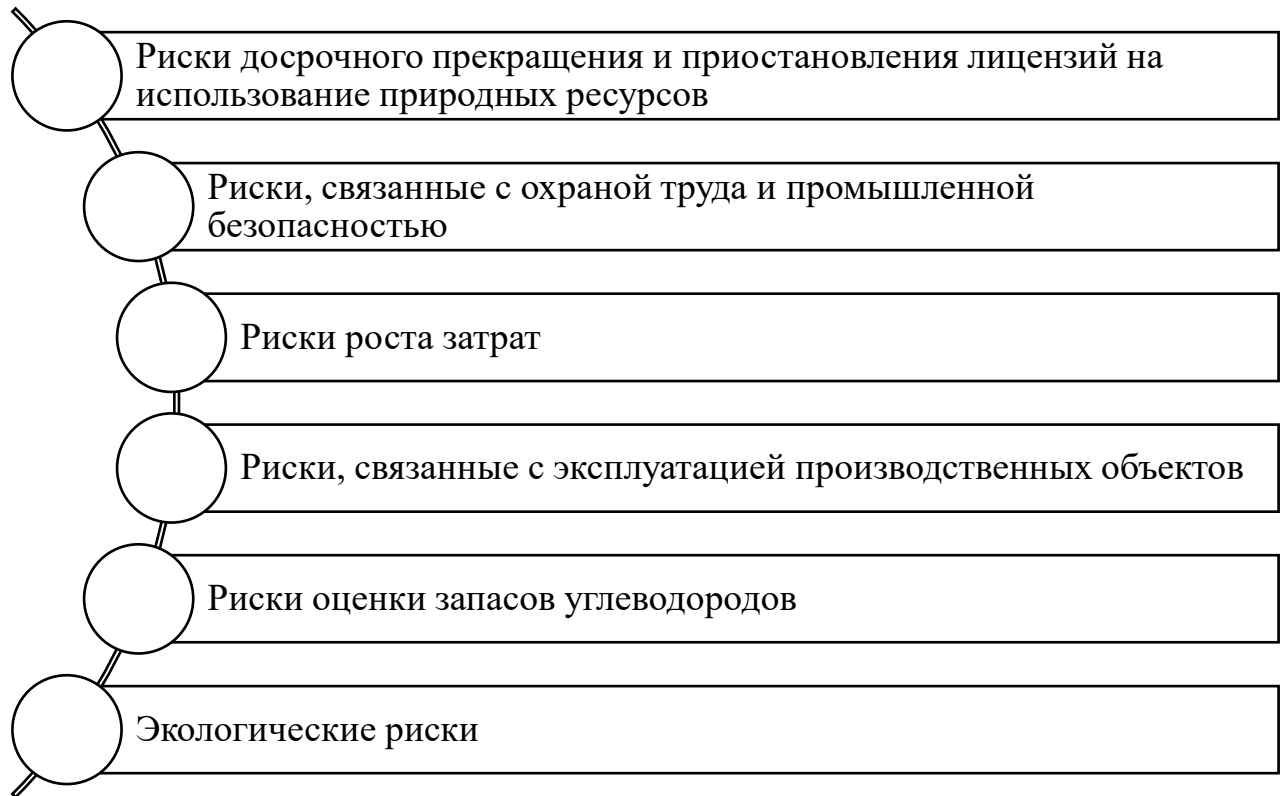 Риски досрочного прекращения и приостановления лицензий на
использование природных ресурсов
Риски, связанные с охраной труда и промышленной
безопасностью
Риски роста затрат
Риски, связанные с эксплуатацией производственных объектов
Риски оценки запасов углеводородов
Экологические риски